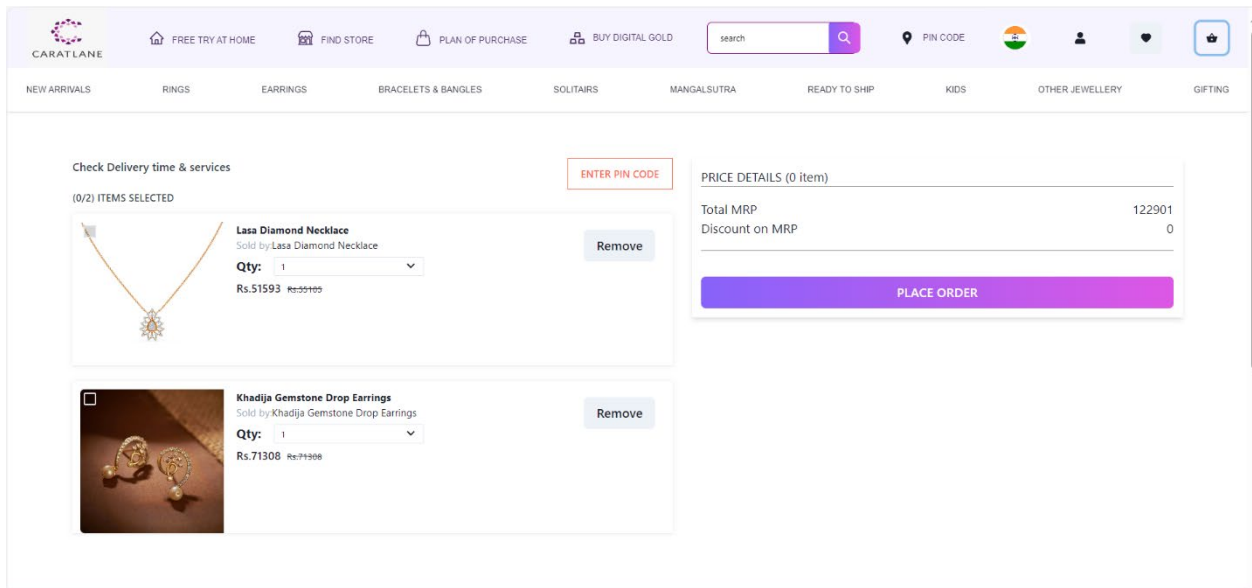 CARATLANE
FREE TRY AT HOME
FIND STORE
PLAN OF PURCHASE
BUY DIGITAL GOLD
search
PIN CODE
NEW ARRIVALS
RINGS
EARRINGS
BRACELETS & BANGLES
SOLITAIRS
MANGALSUTRA
READY TO SHIP
KIDS
OTHER JEWELLERY
GIFTING
Check Delivery time & services
ENTER PIN CODE
(0/2) ITEMS SELECTED
Lasa Diamond Necklace
Sold by:Lasa Diamond Necklace
Qty: 1
Rs.51593
Remove
Khadija Gemstone Drop Earrings
Sold by:Khadija Gemstone Drop Earrings
Qty: 1
Rs.71308 Rs.71308
Remove
PRICE DETAILS (0 item)
Total MRP 122901
Discount on MRP 0
PLACE ORDER